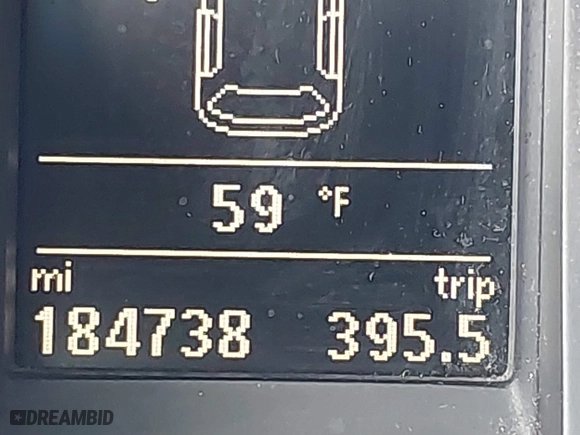 59 °F
mi trip
184738 395.5
DREAMBID